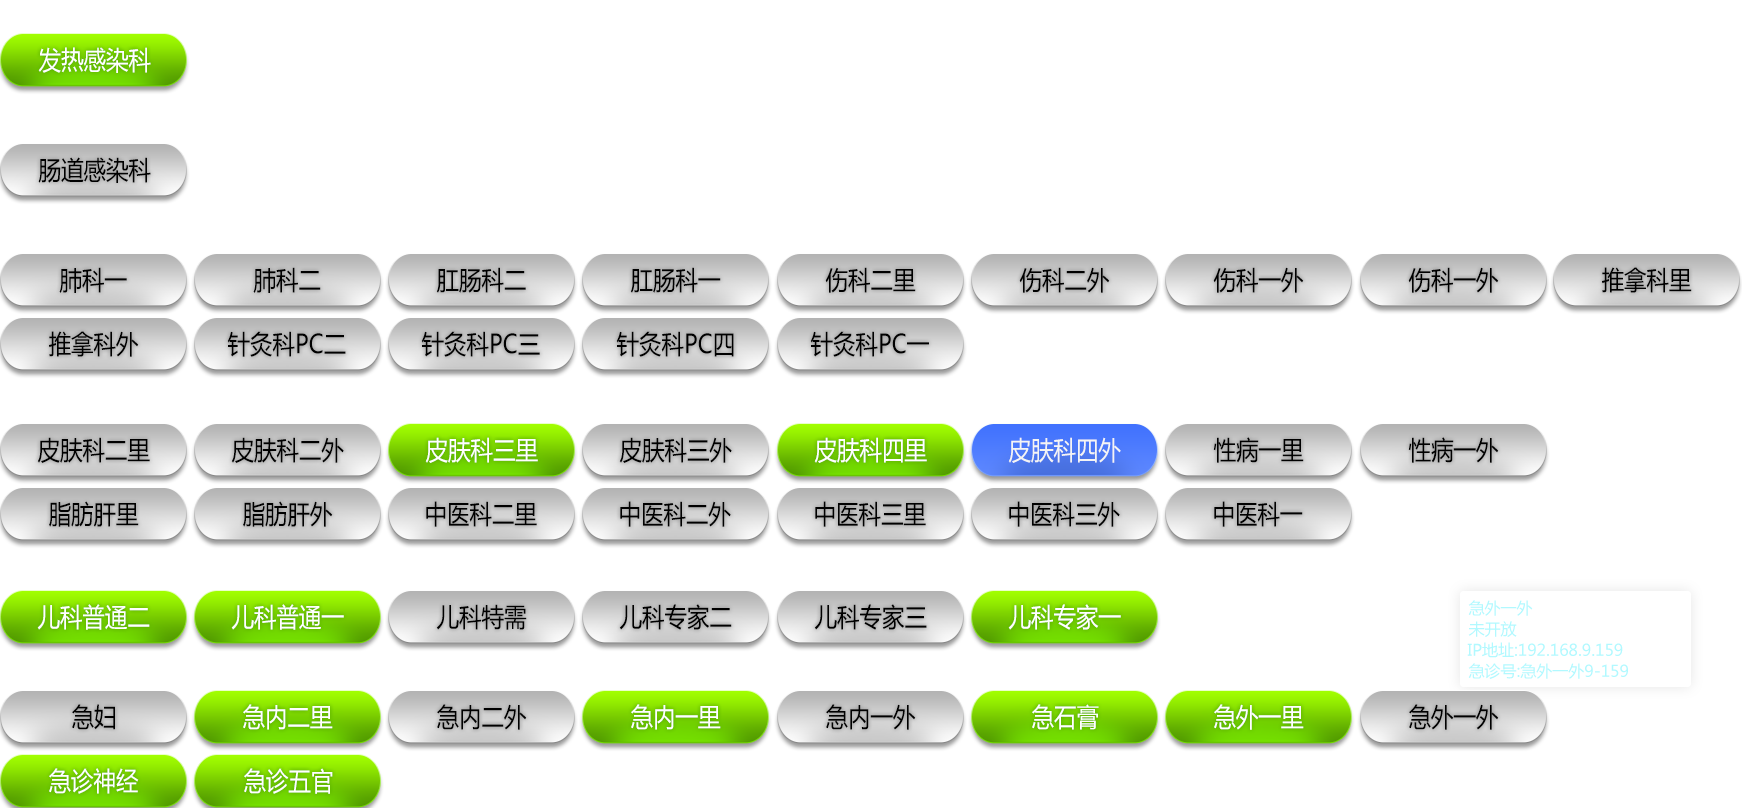 发热感染科
肠道感染科
肺科一 肺科二 肛肠科二 肛肠科一 伤科二里 伤科二外 伤科一外 伤科一外 推拿科里
推拿科外 针灸科PC二 针灸科PC三 针灸科PC四 针灸科PC一
皮肤科二里 皮肤科二外 皮肤科三里 皮肤科三外 皮肤科四里 皮肤科四外 性病一里 性病一外
脂肪肝里 脂肪肝外 中医科二里 中医科二外 中医科三里 中医科三外 中医科一
儿科普通二 儿科普通一 儿科特需 儿科专家二 儿科专家三 儿科专家一
急外一外
未开放
IP地址:192.168.9.159
急诊号:急外一外9-159
急妇 急内二里 急内二外 急内一里 急内一外 急石膏 急外一里 急外一外
急诊神经 急诊五官